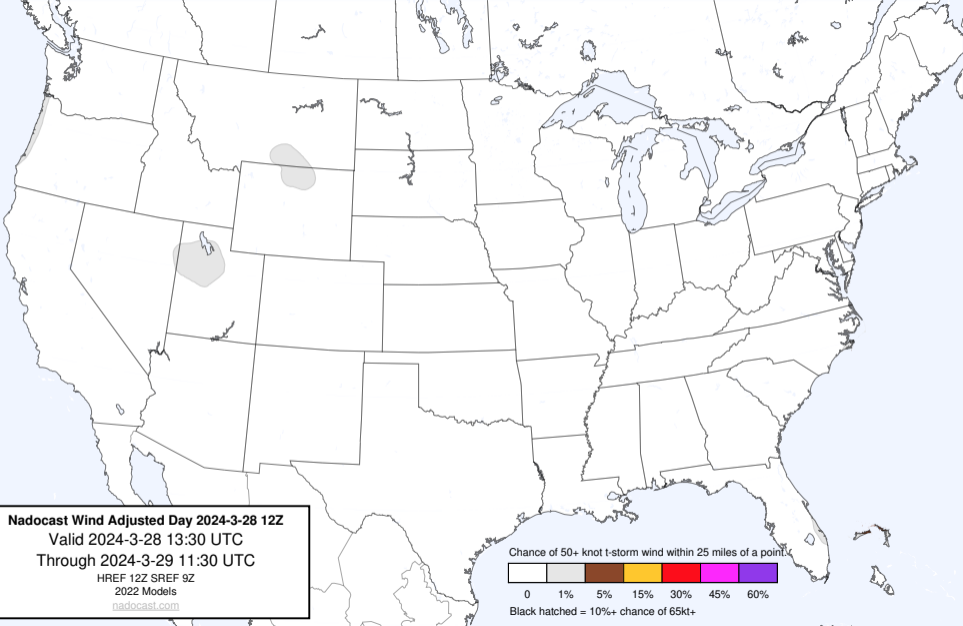 Nadocast Wind Adjusted Day 2024-3-28 12Z
Valid 2024-3-28 13:30 UTC
Through 2024-3-29 11:30 UTC
HREF 12Z SREF 9Z
2022 Models
nadocast.com
Chance of 50+ knot t-storm wind within 25 miles of a point.
0 1% 5% 15% 30% 45% 60%
Black hatched = 10%+ chance of 65kt+